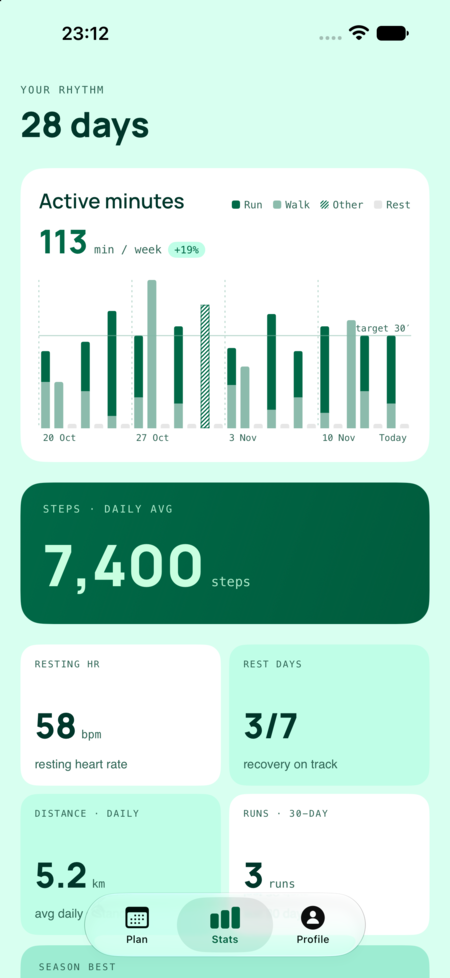 23:12
YOUR RHYTHM
28 days
Active minutes
Run Walk Other Rest
113 min / week +19%
target 30′
20 Oct 27 Oct 3 Nov 10 Nov Today
STEPS · DAILY AVG
7,400 steps
RESTING HR
58 bpm
resting heart rate
REST DAYS
3/7
recovery on track
DISTANCE · DAILY
5.2 km
avg daily
RUNS · 30-DAY
3 runs
Plan Stats Profile
SEASON BEST